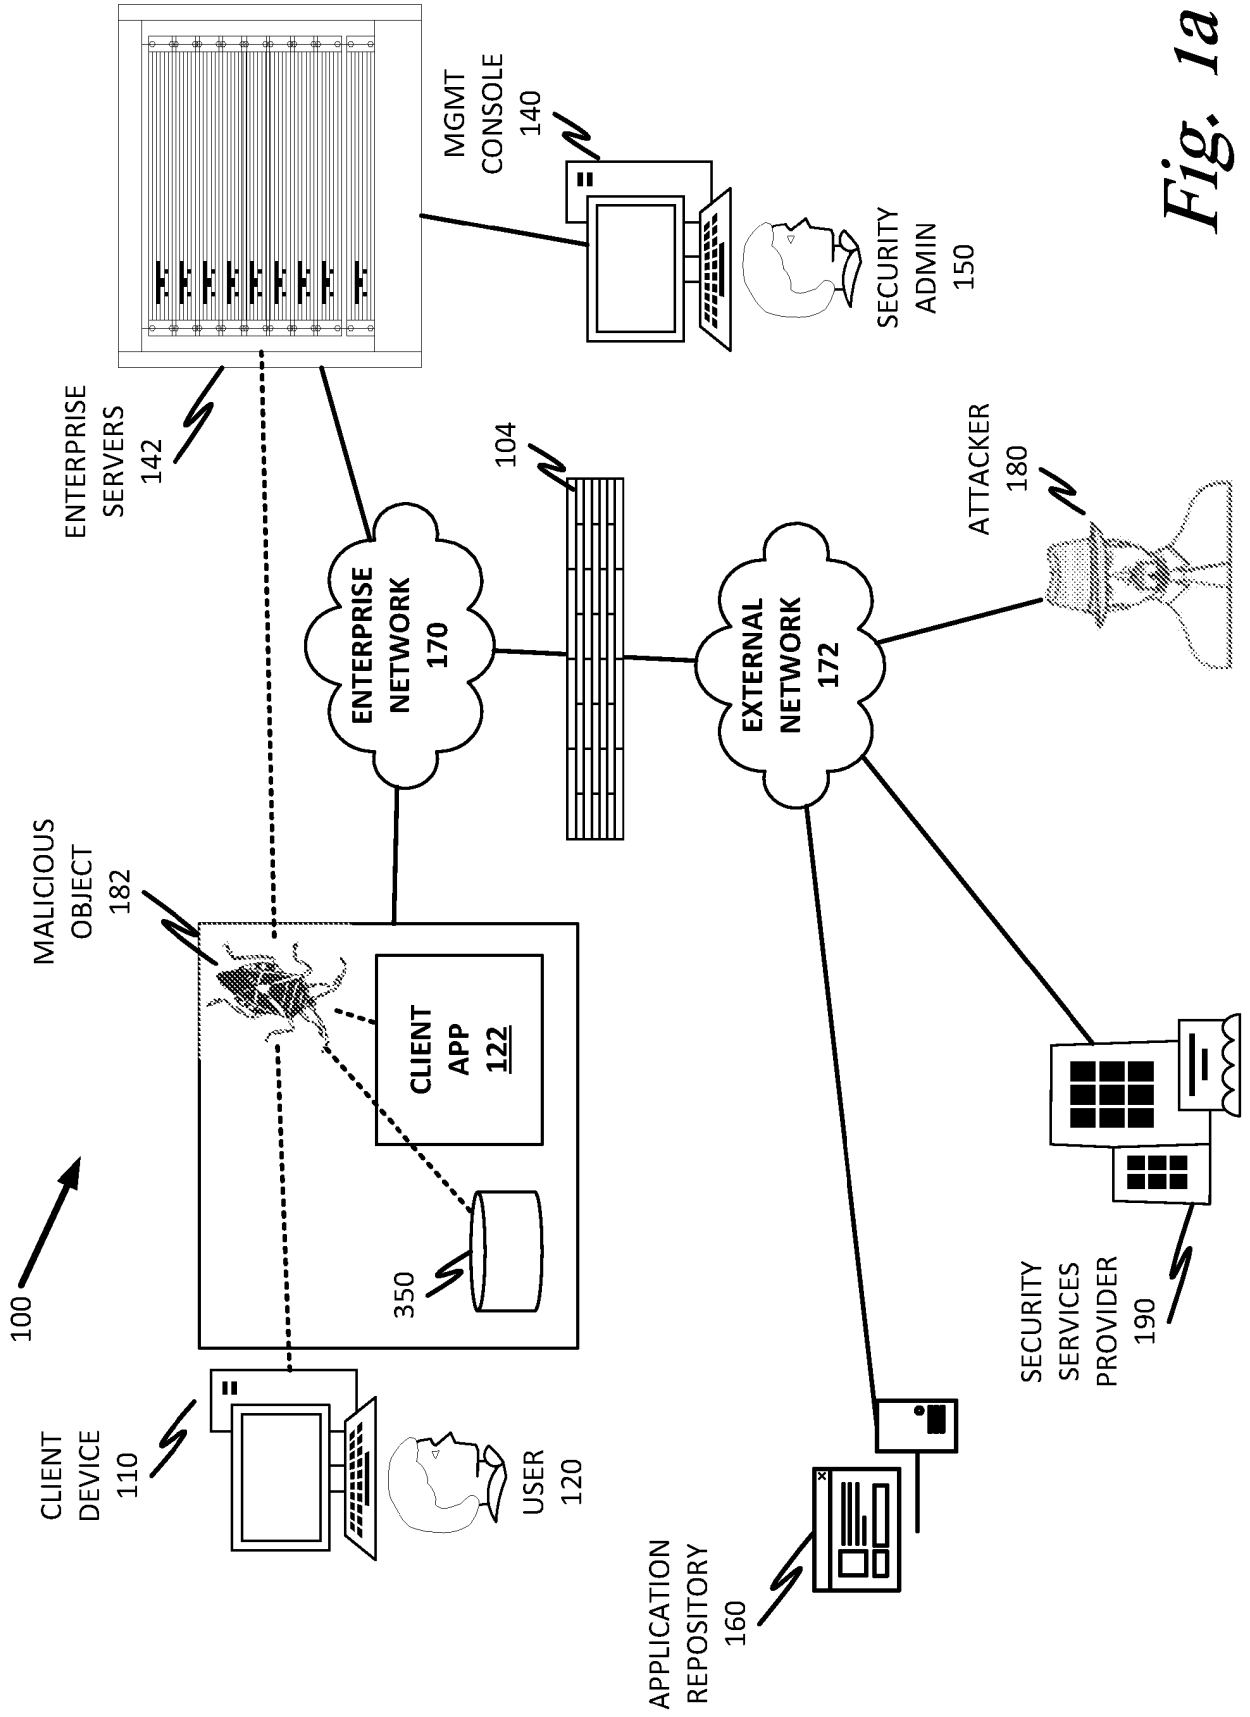 100
CLIENT
DEVICE
110
MALICIOUS
OBJECT
182
ENTERPRISE
SERVERS
142
USER
120
350
CLIENT
APP
122
ENTERPRISE
NETWORK
170
MGMT
CONSOLE
140
104
SECURITY
ADMIN
150
APPLICATION
REPOSITORY
160
EXTERNAL
NETWORK
172
SECURITY
SERVICES
PROVIDER
190
ATTACKER
180
Fig. 1a